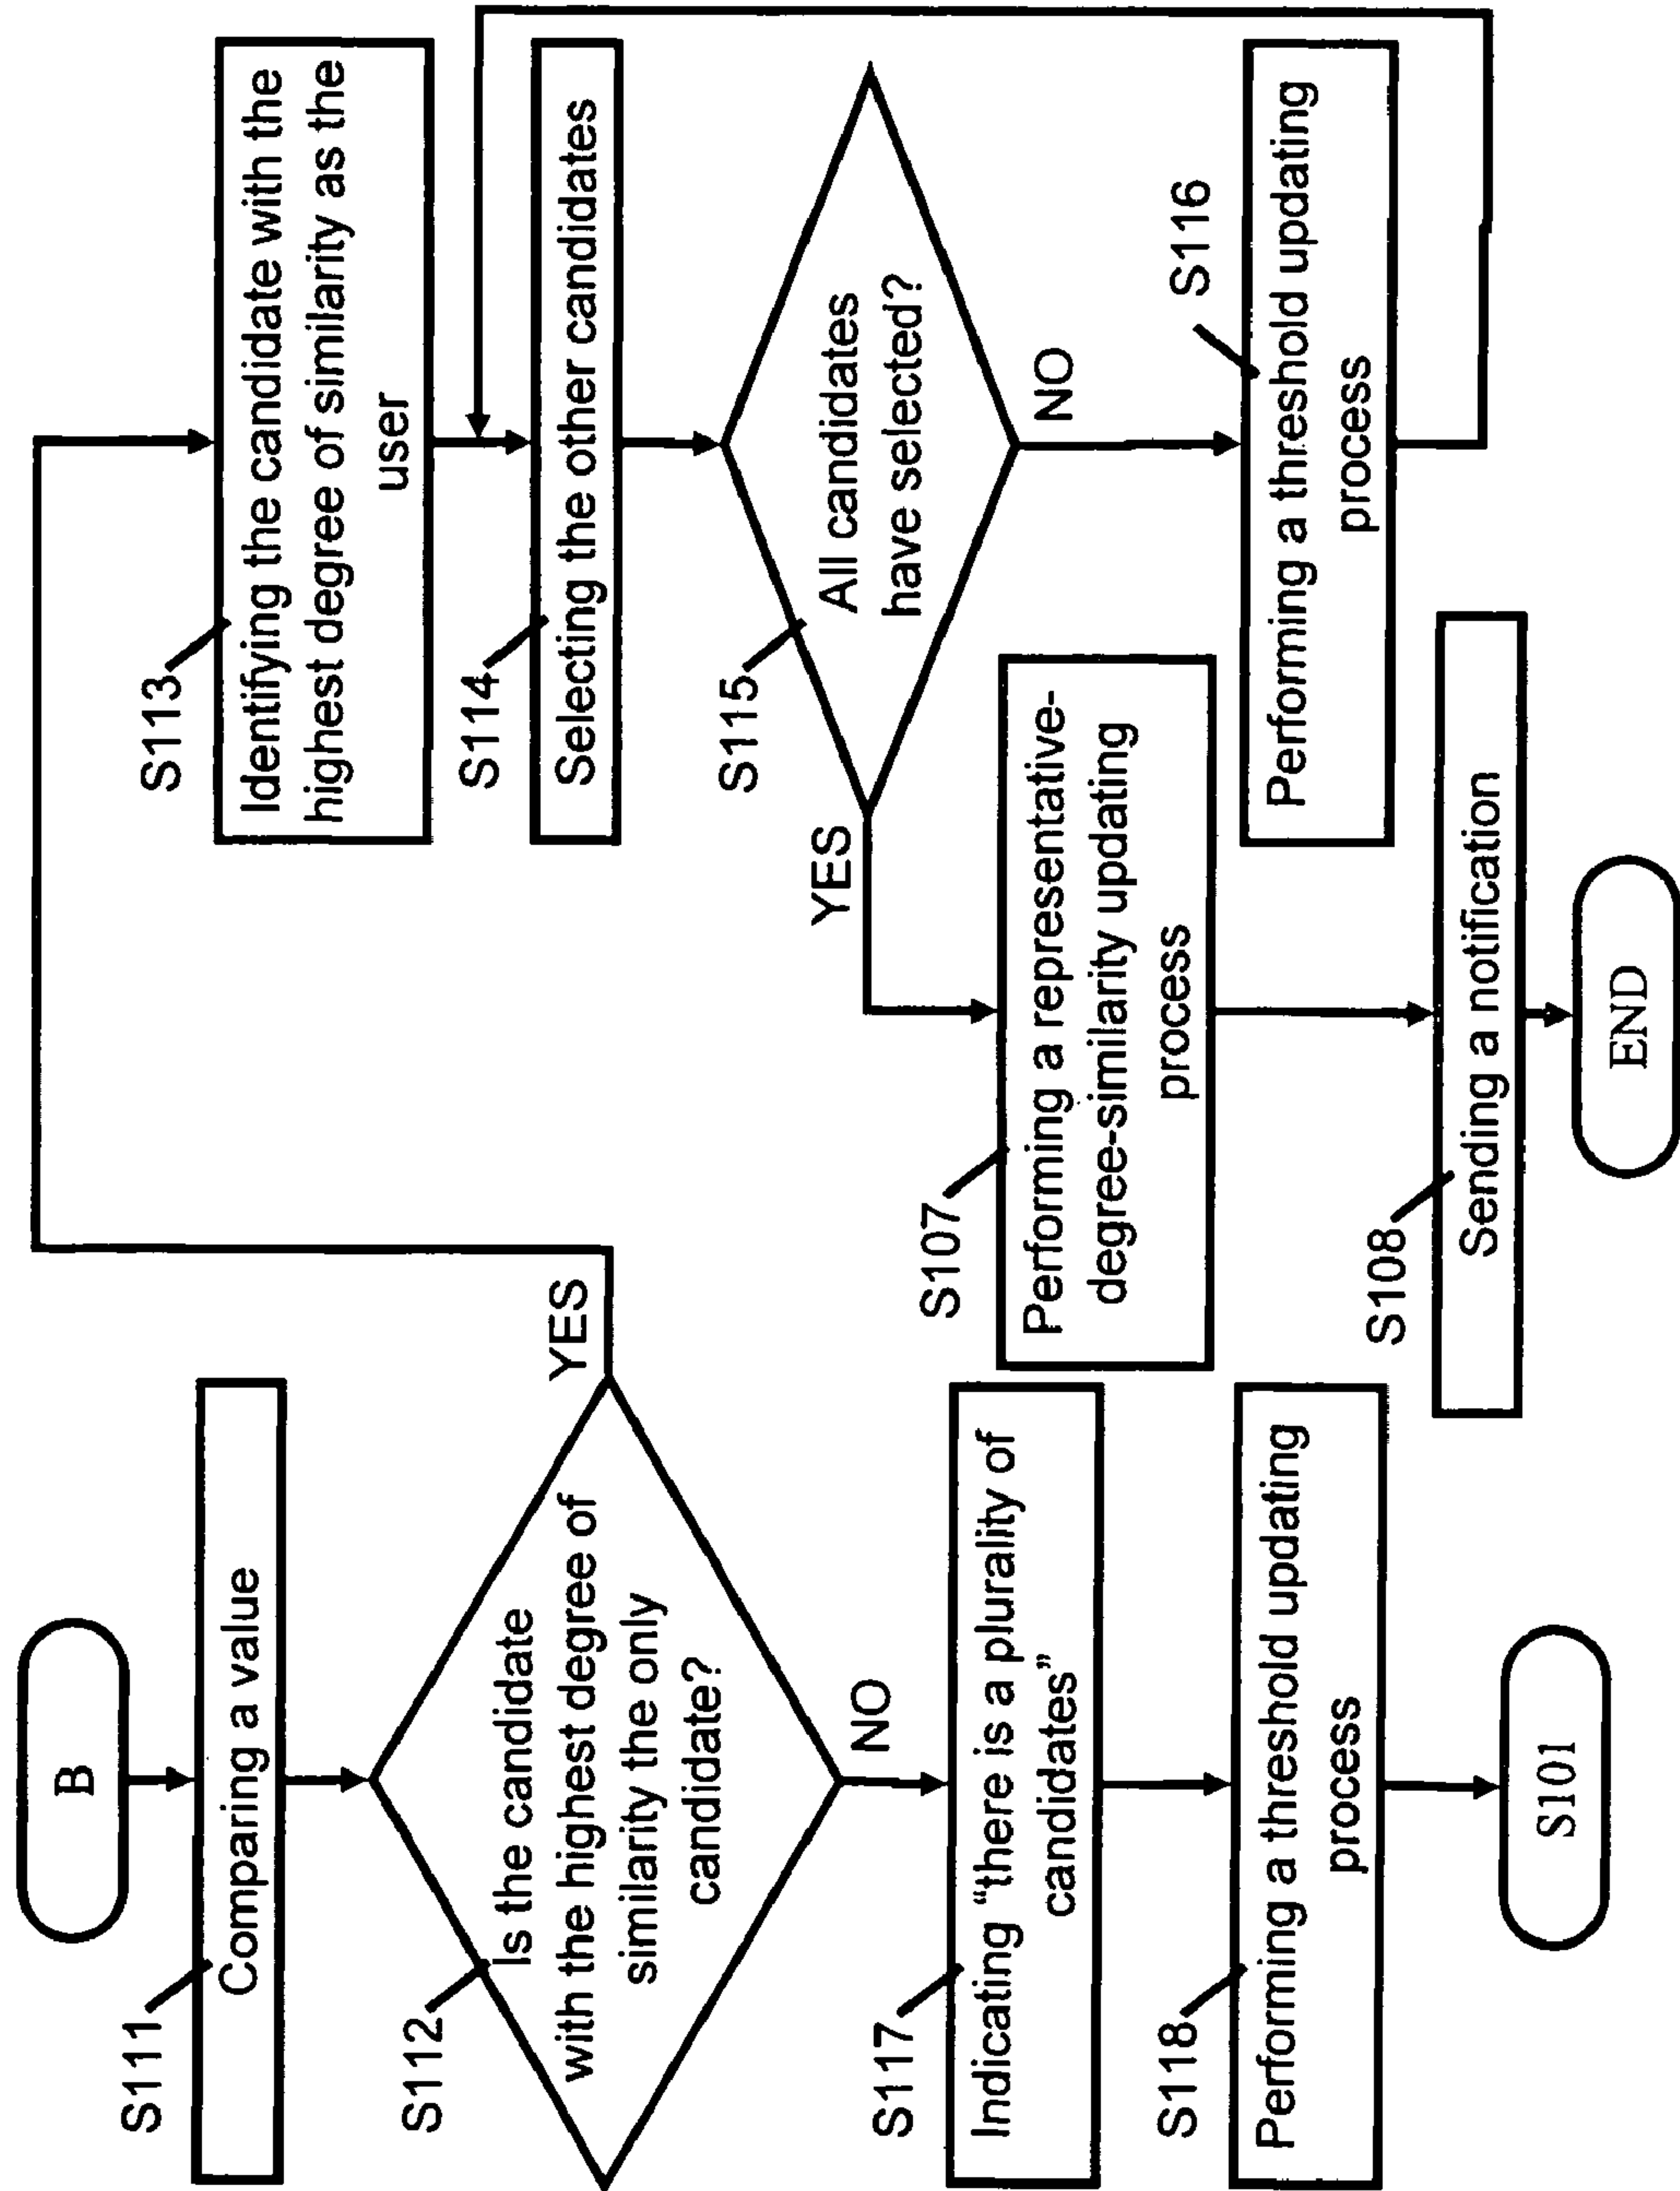 B
S111
Comparing a value
S112
Is the candidate
with the highest degree of
similarity the only
candidate?
YES
NO
S117
Indicating “there is a plurality of
candidates”
S118
Performing a threshold updating
process
S101
S113
Identifying the candidate with the
highest degree of similarity as the
user
S114
Selecting the other candidates
S115
All candidates
have selected?
YES
NO
S116
Performing a threshold updating
process
S107
Performing a representative-
degree-similarity updating
process
S108
Sending a notification
END